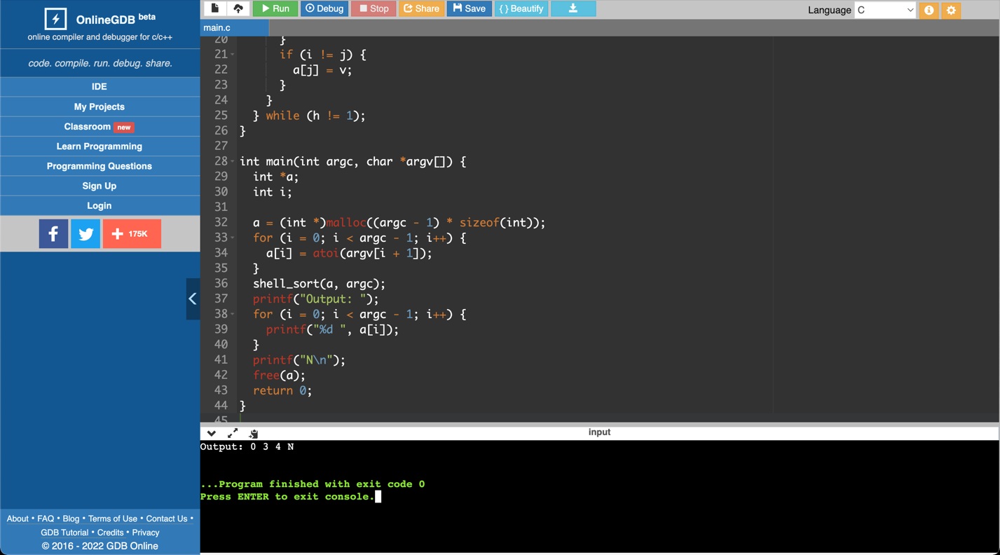 OnlineGDB beta
online compiler and debugger for c/c++
code. compile. run. debug. share.
IDE
My Projects
Classroom new
Learn Programming
Programming Questions
Sign Up
Login
175K
About • FAQ • Blog • Terms of Use • Contact Us •
GDB Tutorial • Credits • Privacy
© 2016 - 2022 GDB Online
Run Debug Stop Share Save { } Beautify
Language C
main.c
20 }
21 if (i != j) {
22 a[j] = v;
23 }
24 }
25 } while (h != 1);
26 }
27
28 int main(int argc, char *argv[]) {
29 int *a;
30 int i;
31
32 a = (int *)malloc((argc - 1) * sizeof(int));
33 for (i = 0; i < argc - 1; i++) {
34 a[i] = atoi(argv[i + 1]);
35 }
36 shell_sort(a, argc);
37 printf("Output: ");
38 for (i = 0; i < argc - 1; i++) {
39 printf("%d ", a[i]);
40 }
41 printf("N\n");
42 free(a);
43 return 0;
44 }
45
input
Output: 0 3 4 N
...Program finished with exit code 0
Press ENTER to exit console.